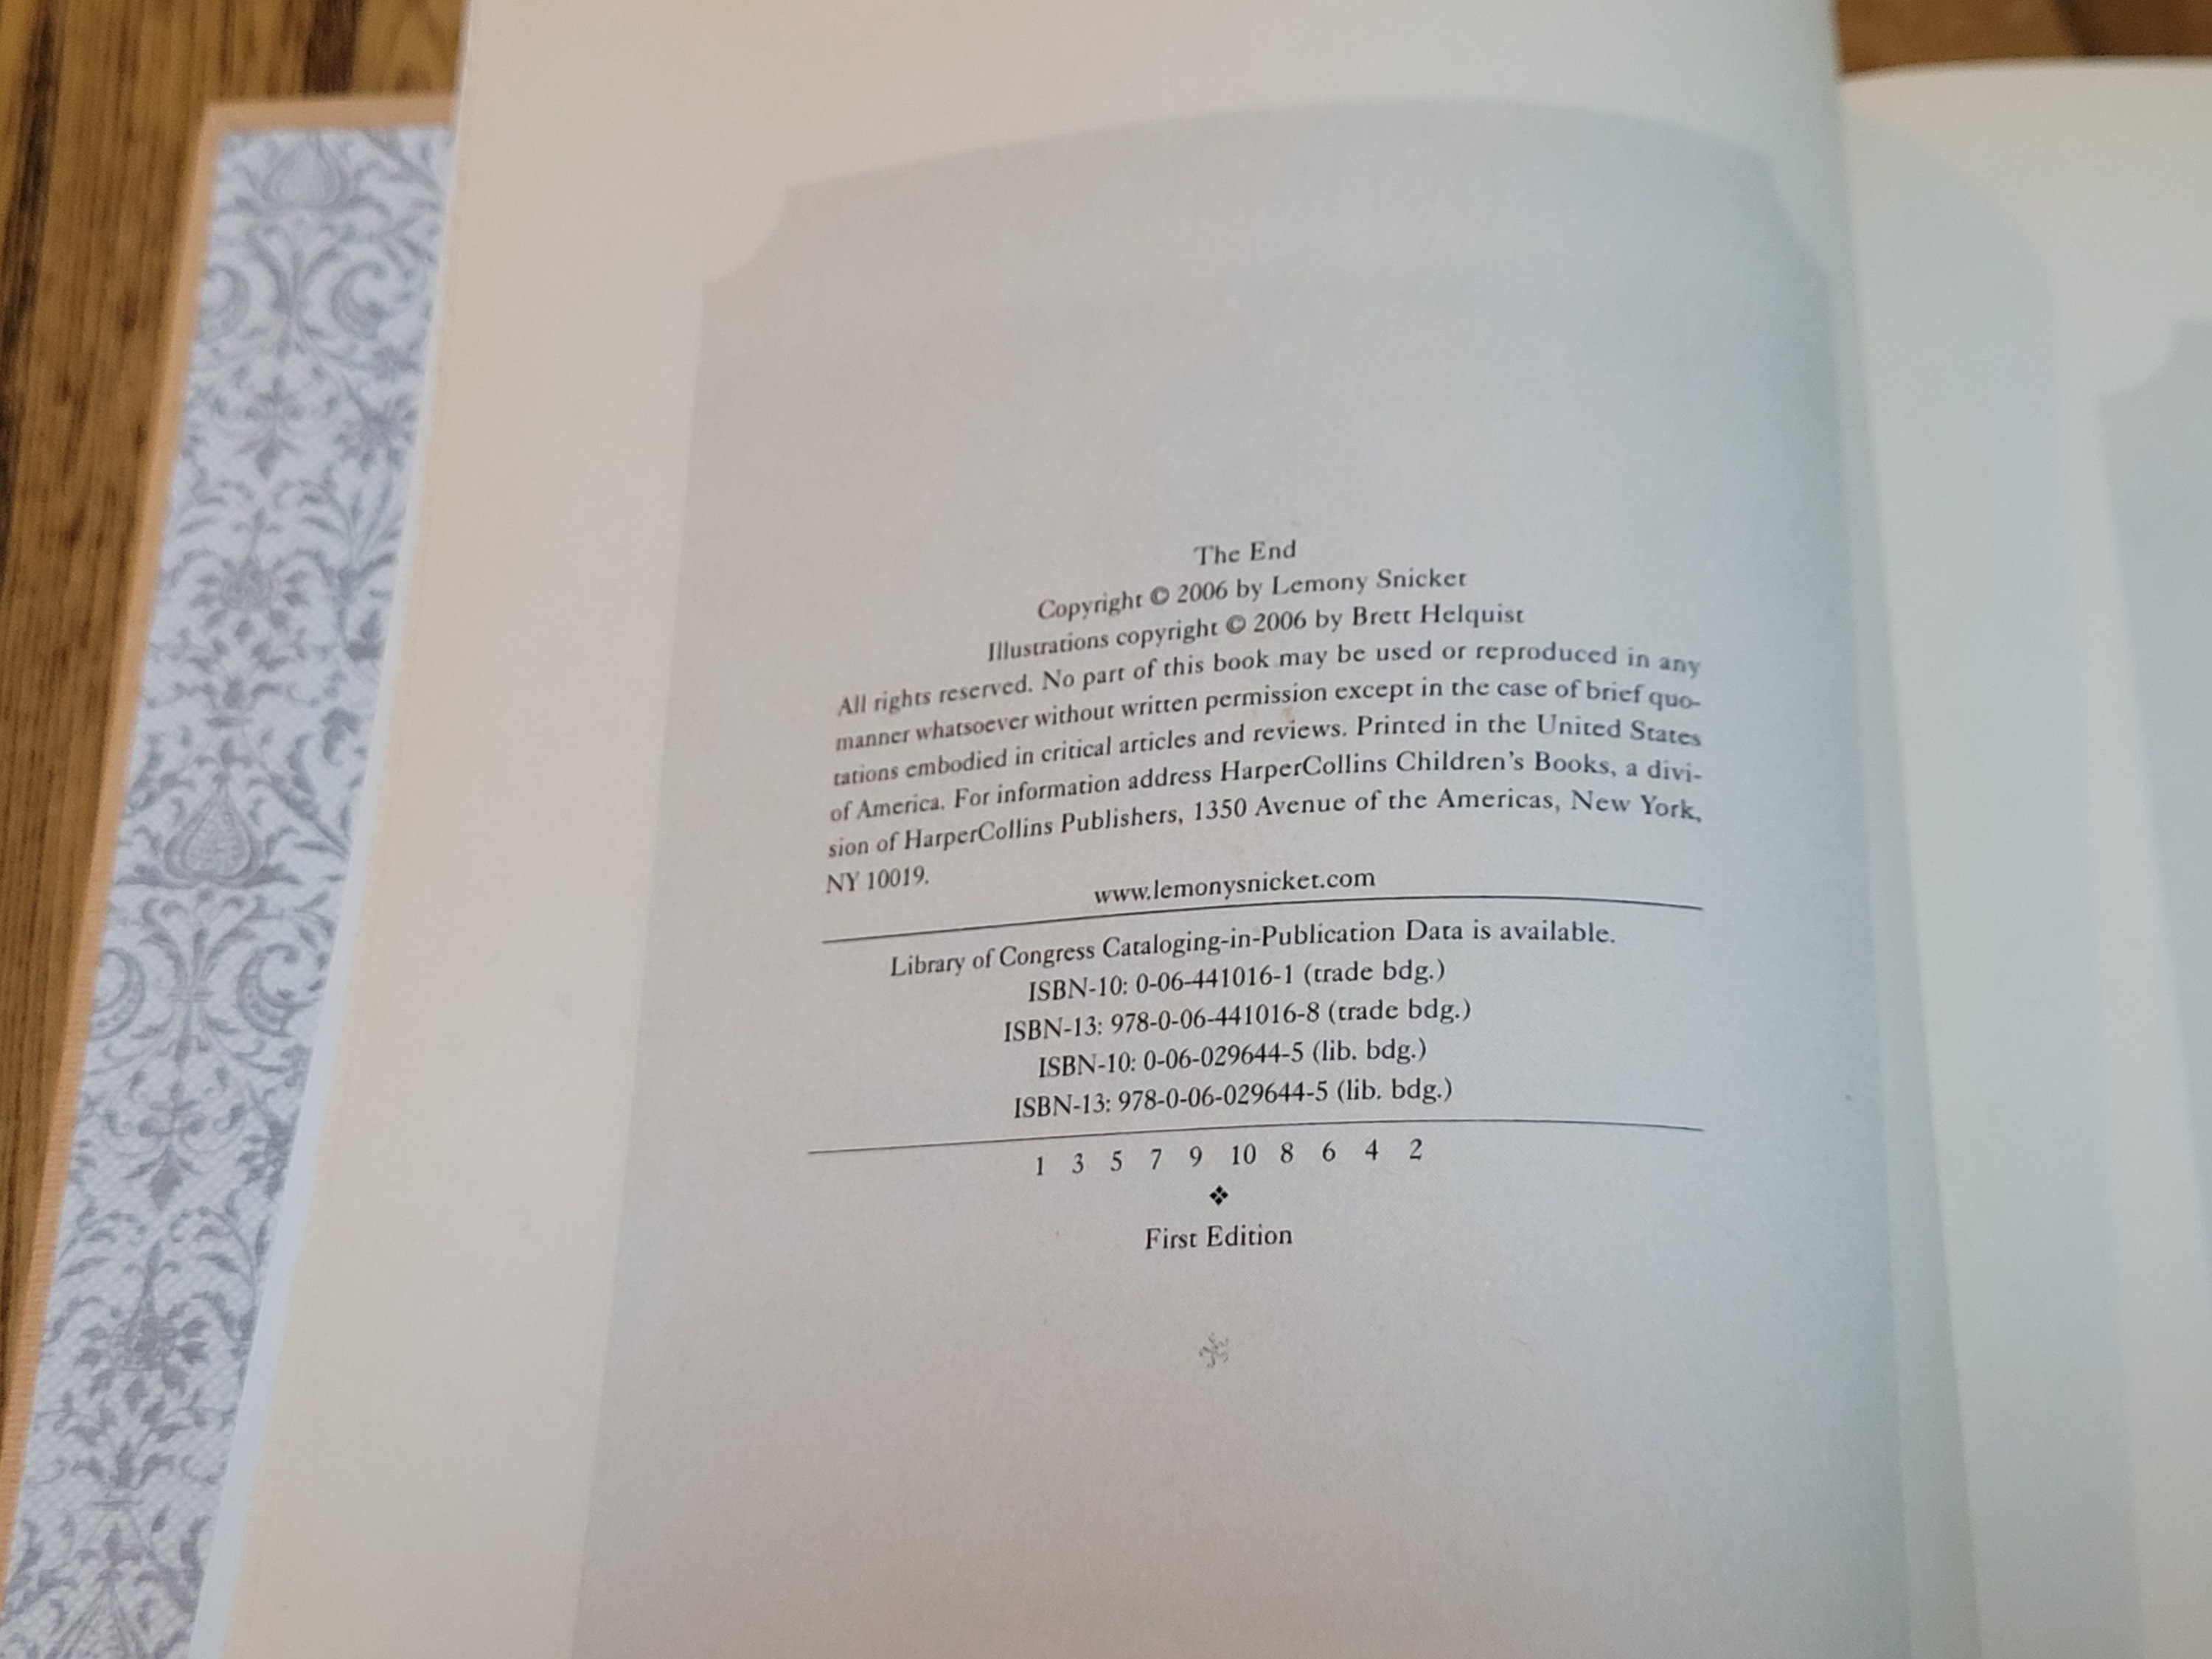 The End
Copyright © 2006 by Lemony Snicket
Illustrations copyright © 2006 by Brett Helquist
All rights reserved. No part of this book may be used or reproduced in any
manner whatsoever without written permission except in the case of brief quo-
tations embodied in critical articles and reviews. Printed in the United States
of America. For information address HarperCollins Children's Books, a divi-
sion of HarperCollins Publishers, 1350 Avenue of the Americas, New York,
NY 10019.
www.lemonysnicket.com
Library of Congress Cataloging-in-Publication Data is available.
ISBN-10: 0-06-441016-1 (trade bdg.)
ISBN-13: 978-0-06-441016-8 (trade bdg.)
ISBN-10: 0-06-029644-5 (lib. bdg.)
ISBN-13: 978-0-06-029644-5 (lib. bdg.)
1 3 5 7 9 10 8 6 4 2
❖
First Edition